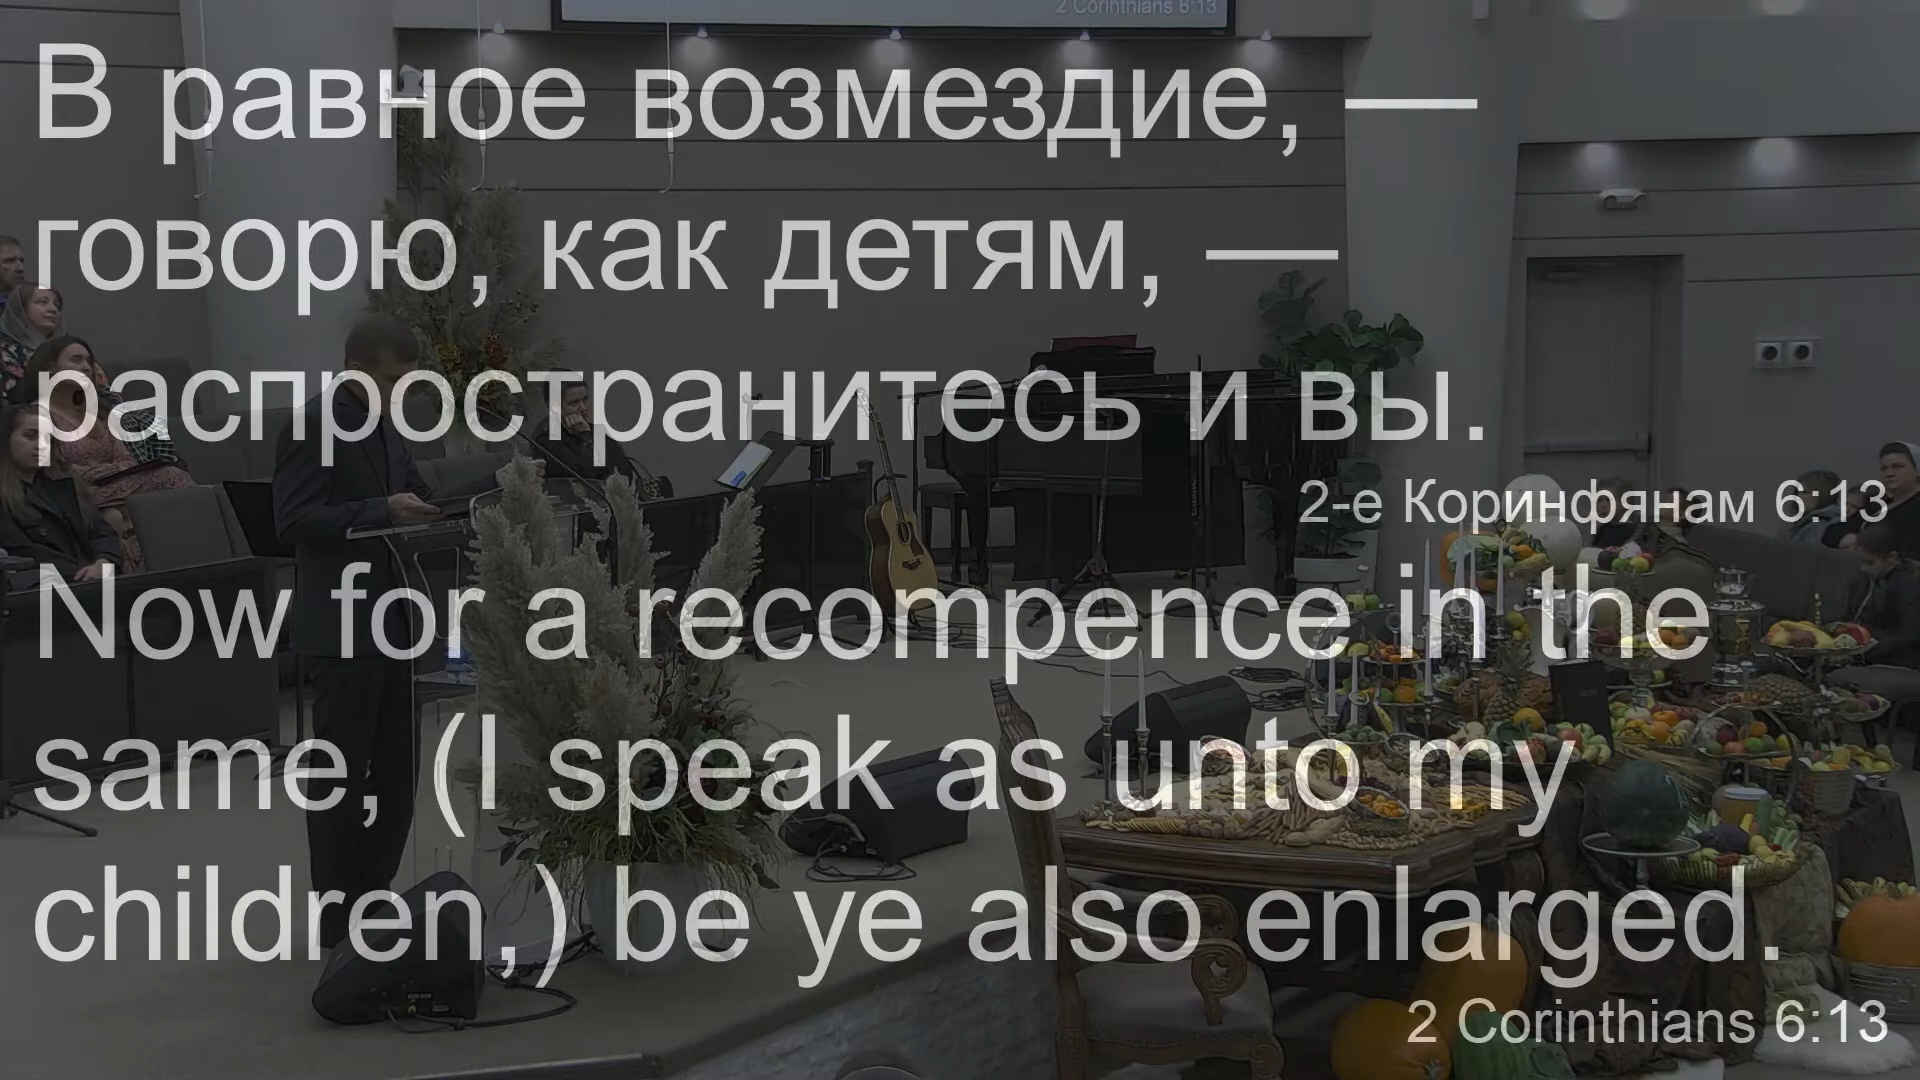 2 Corinthians 6:13
В равное возмездие, —
говорю, как детям, —
распространитесь и вы.
2-е Коринфянам 6:13
Now for a recompence in the
same, (I speak as unto my
children,) be ye also enlarged.
2 Corinthians 6:13